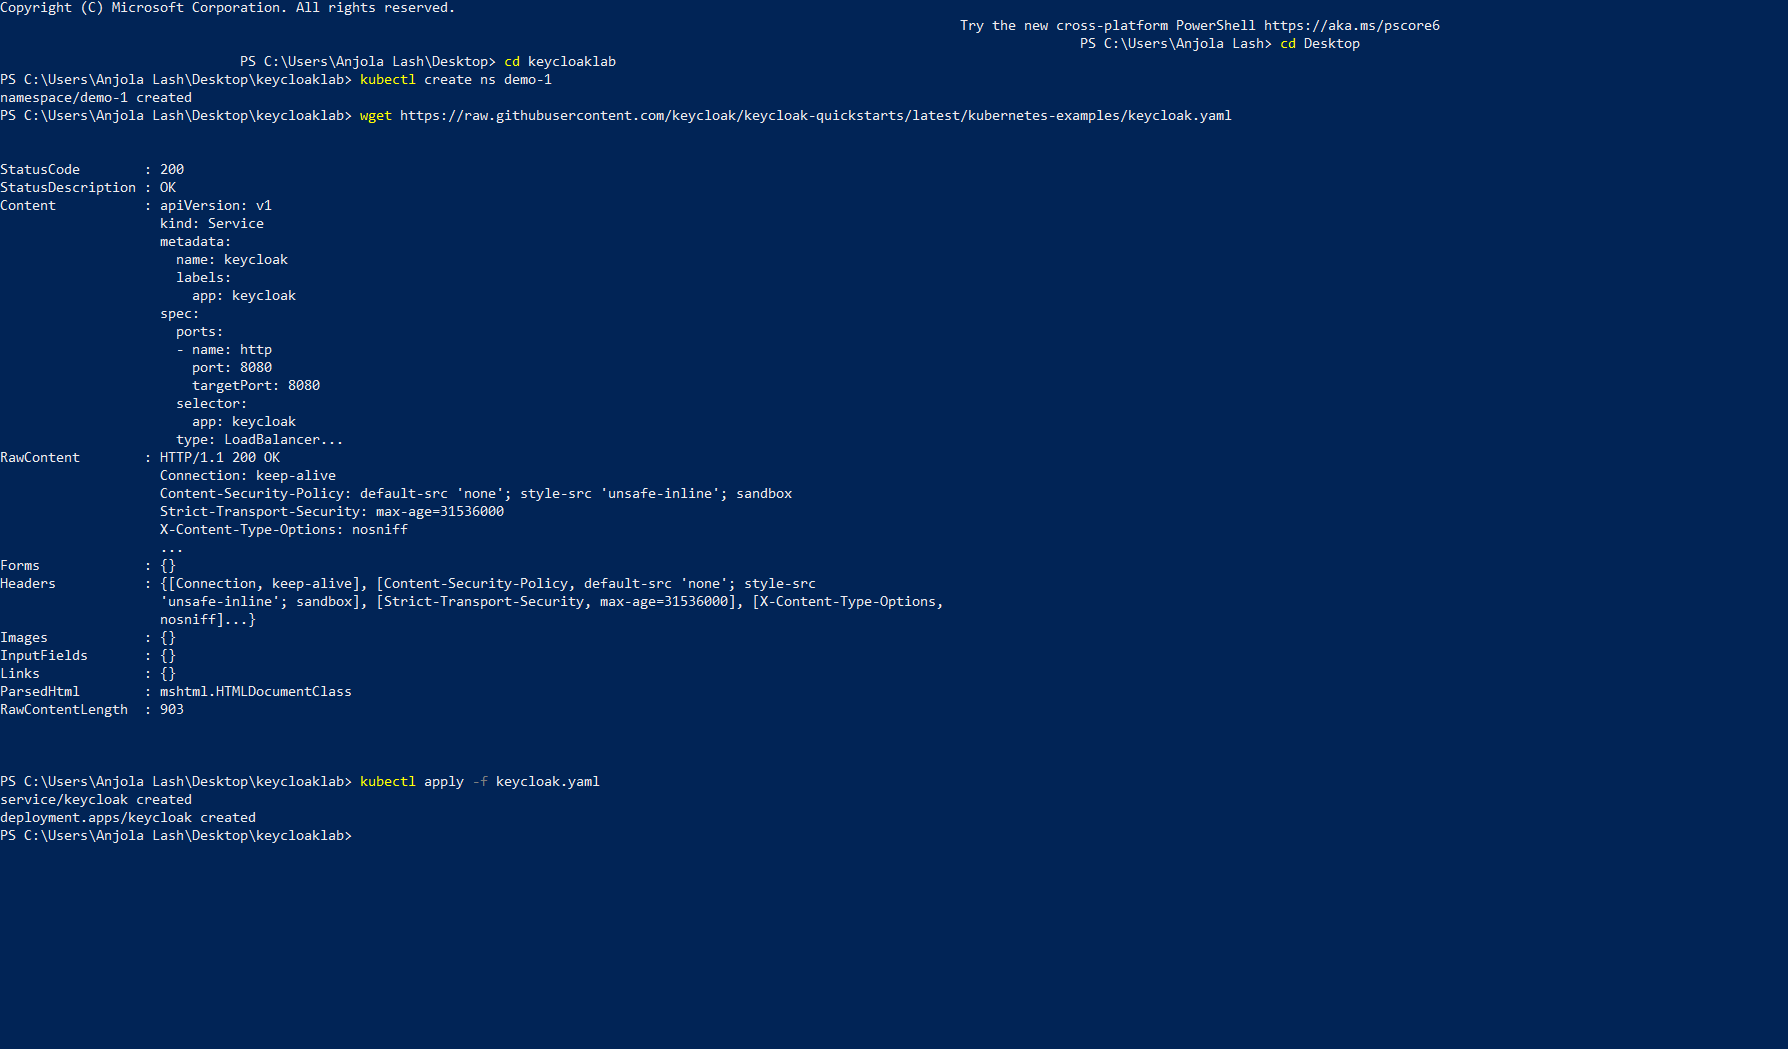 Copyright (C) Microsoft Corporation. All rights reserved.
Try the new cross-platform PowerShell https://aka.ms/pscore6
PS C:\Users\Anjola Lash> cd Desktop
PS C:\Users\Anjola Lash\Desktop> cd keycloaklab
PS C:\Users\Anjola Lash\Desktop\keycloaklab> kubectl create ns demo-1
namespace/demo-1 created
PS C:\Users\Anjola Lash\Desktop\keycloaklab> wget https://raw.githubusercontent.com/keycloak/keycloak-quickstarts/latest/kubernetes-examples/keycloak.yaml
StatusCode        : 200
StatusDescription : OK
Content           : apiVersion: v1
                    kind: Service
                    metadata:
                      name: keycloak
                      labels:
                        app: keycloak
                    spec:
                      ports:
                      - name: http
                        port: 8080
                        targetPort: 8080
                      selector:
                        app: keycloak
                      type: LoadBalancer...
RawContent        : HTTP/1.1 200 OK
                    Connection: keep-alive
                    Content-Security-Policy: default-src 'none'; style-src 'unsafe-inline'; sandbox
                    Strict-Transport-Security: max-age=31536000
                    X-Content-Type-Options: nosniff
                    ...
Forms             : {}
Headers           : {[Connection, keep-alive], [Content-Security-Policy, default-src 'none'; style-src
                    'unsafe-inline'; sandbox], [Strict-Transport-Security, max-age=31536000], [X-Content-Type-Options,
                    nosniff]...}
Images            : {}
InputFields       : {}
Links             : {}
ParsedHtml        : mshtml.HTMLDocumentClass
RawContentLength  : 903
PS C:\Users\Anjola Lash\Desktop\keycloaklab> kubectl apply -f keycloak.yaml
service/keycloak created
deployment.apps/keycloak created
PS C:\Users\Anjola Lash\Desktop\keycloaklab>